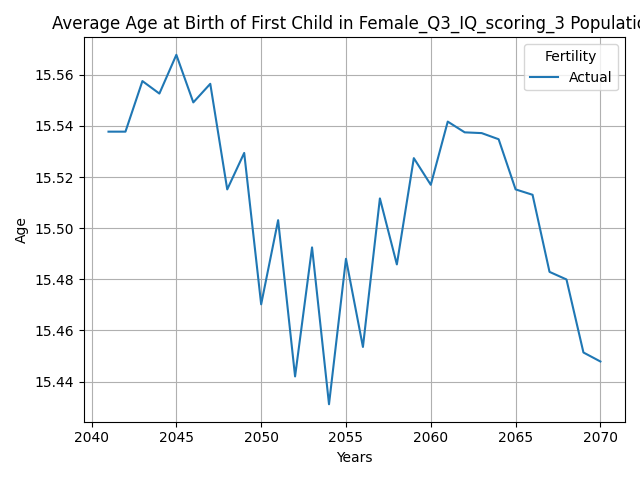 Average Age at Birth of First Child in Female_Q3_IQ_scoring_3 Populatio
Fertility
Actual
15.56
15.54
15.52
15.50
15.48
15.46
15.44
Age
2040 2045 2050 2055 2060 2065 2070
Years